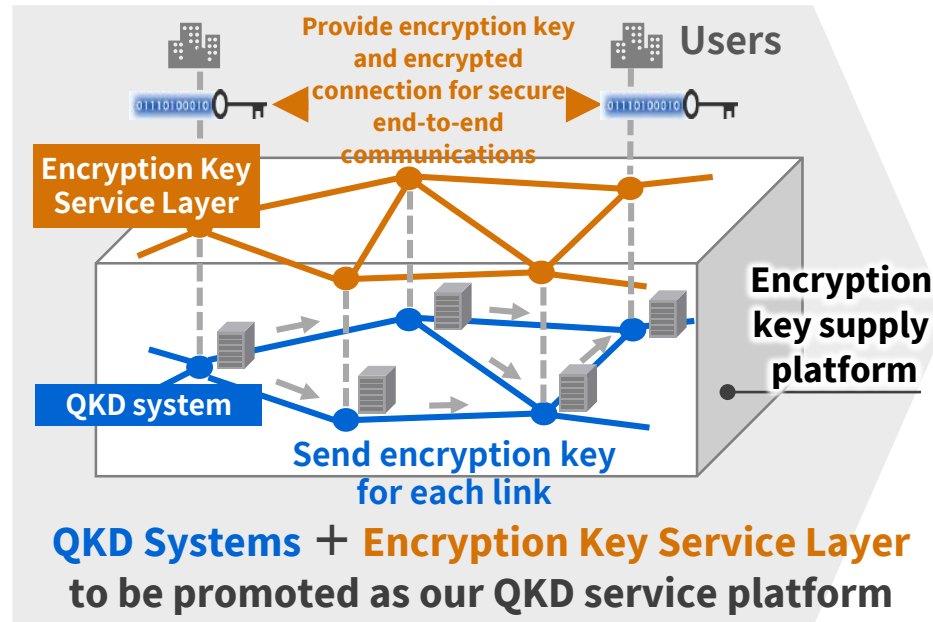 Provide encryption key
and encrypted
connection for secure
end-to-end
communications
Users
01110100010
01110100010
Encryption Key
Service Layer
Encryption
key supply
platform
QKD system
Send encryption key
for each link
QKD Systems + Encryption Key Service Layer
to be promoted as our QKD service platform